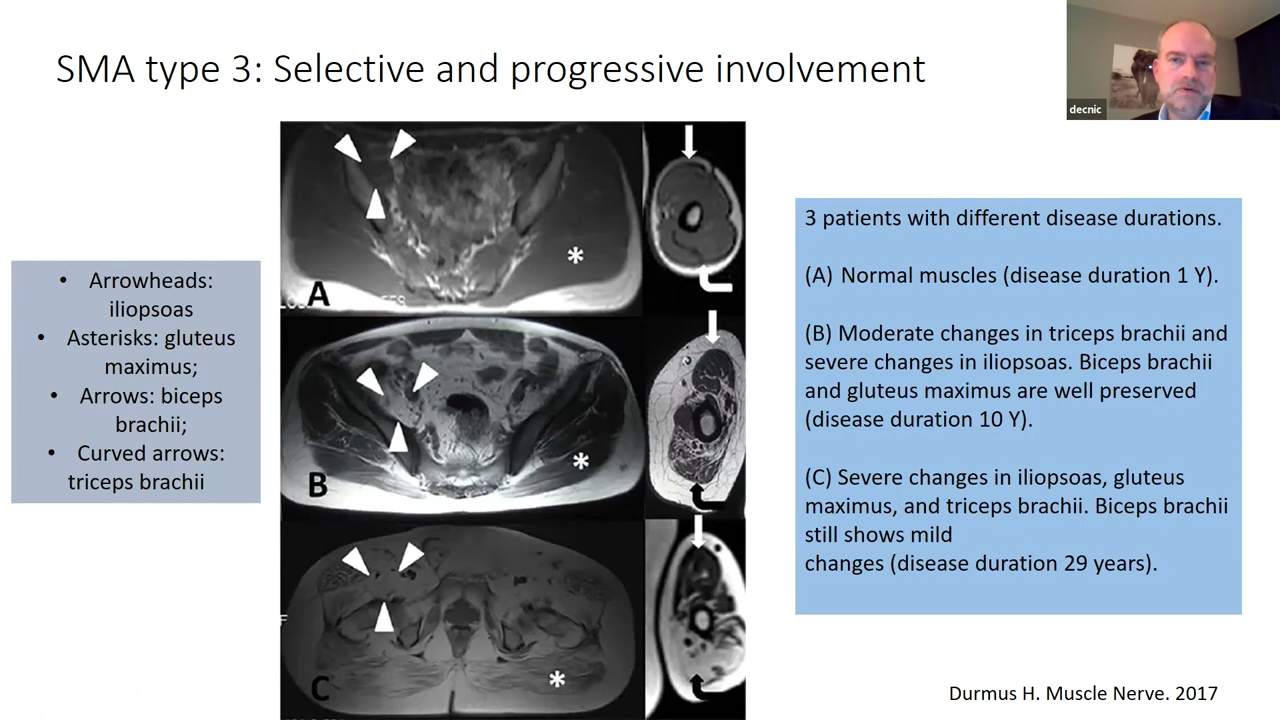 SMA type 3: Selective and progressive involvement
decnic
• Arrowheads:
iliopsoas
• Asterisks: gluteus
maximus;
• Arrows: biceps
brachii;
• Curved arrows:
triceps brachii
*
A
*
B
*
C
F
3 patients with different disease durations.
(A) Normal muscles (disease duration 1 Y).
(B) Moderate changes in triceps brachii and
severe changes in iliopsoas. Biceps brachii
and gluteus maximus are well preserved
(disease duration 10 Y).
(C) Severe changes in iliopsoas, gluteus
maximus, and triceps brachii. Biceps brachii
still shows mild
changes (disease duration 29 years).
Durmus H. Muscle Nerve. 2017